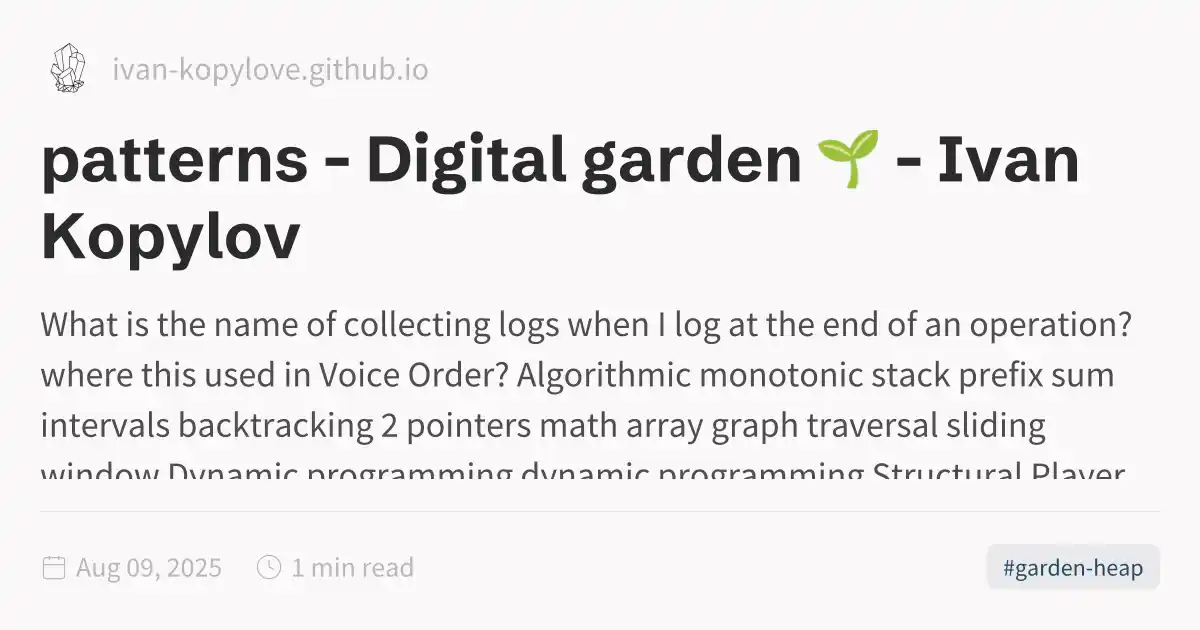 ivan-kopylove.github.io
patterns - Digital garden 🌱 - Ivan
Kopylov
What is the name of collecting logs when I log at the end of an operation?
where this used in Voice Order? Algorithmic monotonic stack prefix sum
intervals backtracking 2 pointers math array graph traversal sliding
window Dynamic programming dynamic programming Structural Player
Aug 09, 2025
1 min read
#garden-heap